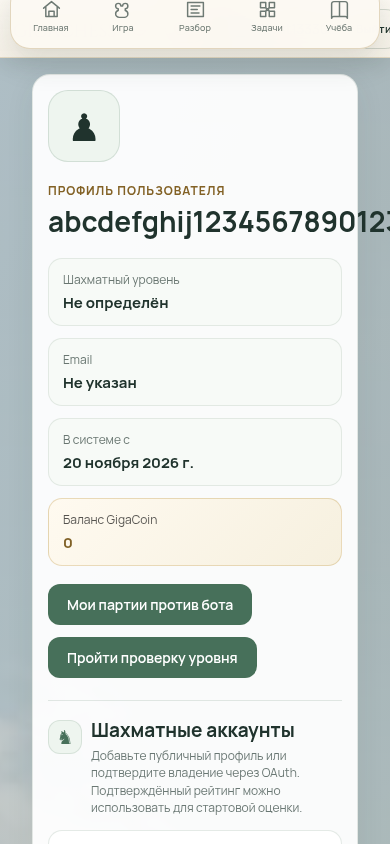 Главная Игра Разбор Задачи Учёба
ПРОФИЛЬ ПОЛЬЗОВАТЕЛЯ
abcdefghij123456789012
Шахматный уровень
Не определён
Email
Не указан
В системе с
20 ноября 2026 г.
Баланс GigaCoin
0
Мои партии против бота
Пройти проверку уровня
Шахматные аккаунты
Добавьте публичный профиль или
подтвердите владение через OAuth.
Подтверждённый рейтинг можно
использовать для стартовой оценки.